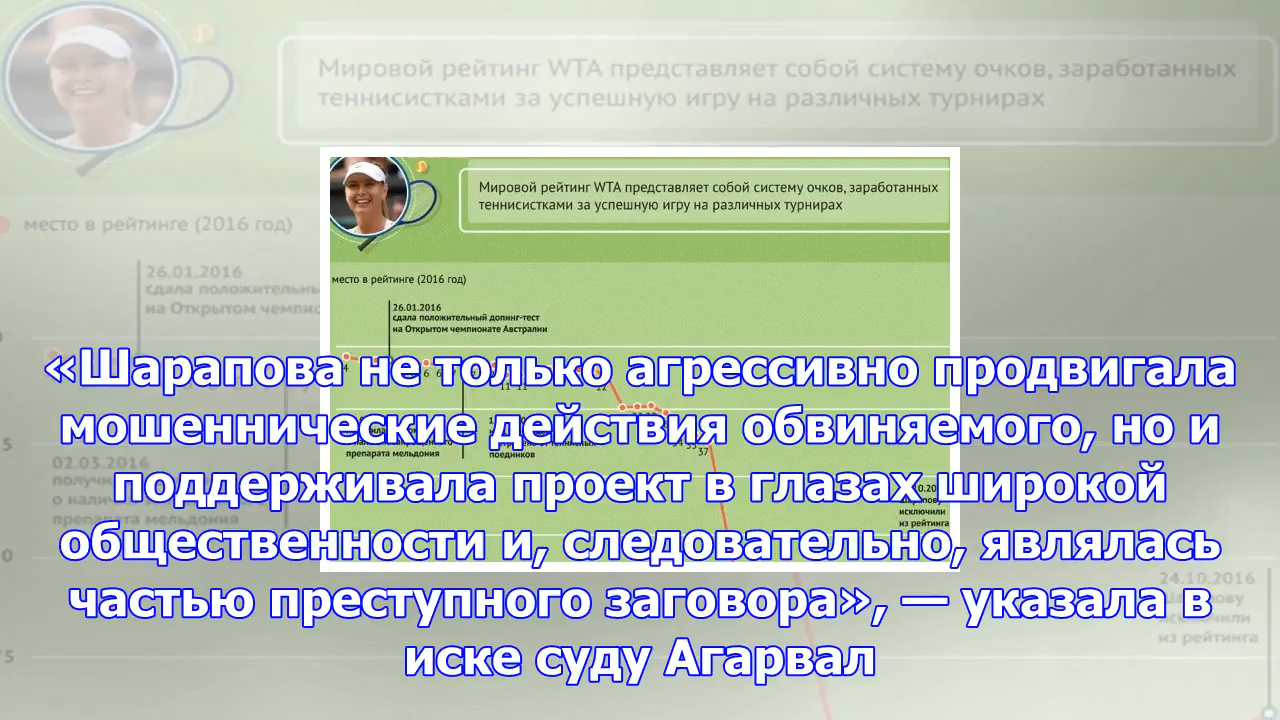 Мировой рейтинг WTA представляет собой систему очков, заработанных
теннисистками за успешную игру на различных турнирах
место в рейтинге (2016 год)
26.01.2016
сдала положительны
на Открытом чемпис
02.03.2016
24.10.2016
из рейтинга
Мировой рейтинг WTA представляет собой систему очков, заработанных
теннисистками за успешную игру на различных турнирах
место в рейтинге (2016 год)
26.01.2016
сдала положительный допинг-тест
на Открытом чемпионате Австралии
препарата мельдония
поединков
37
исключили
из рейтинга
«Шарапова не только агрессивно продвигала
мошеннические действия обвиняемого, но и
поддерживала проект в глазах широкой
общественности и, следовательно, являлась
частью преступного заговора», — указала в
иске суду Агарвал